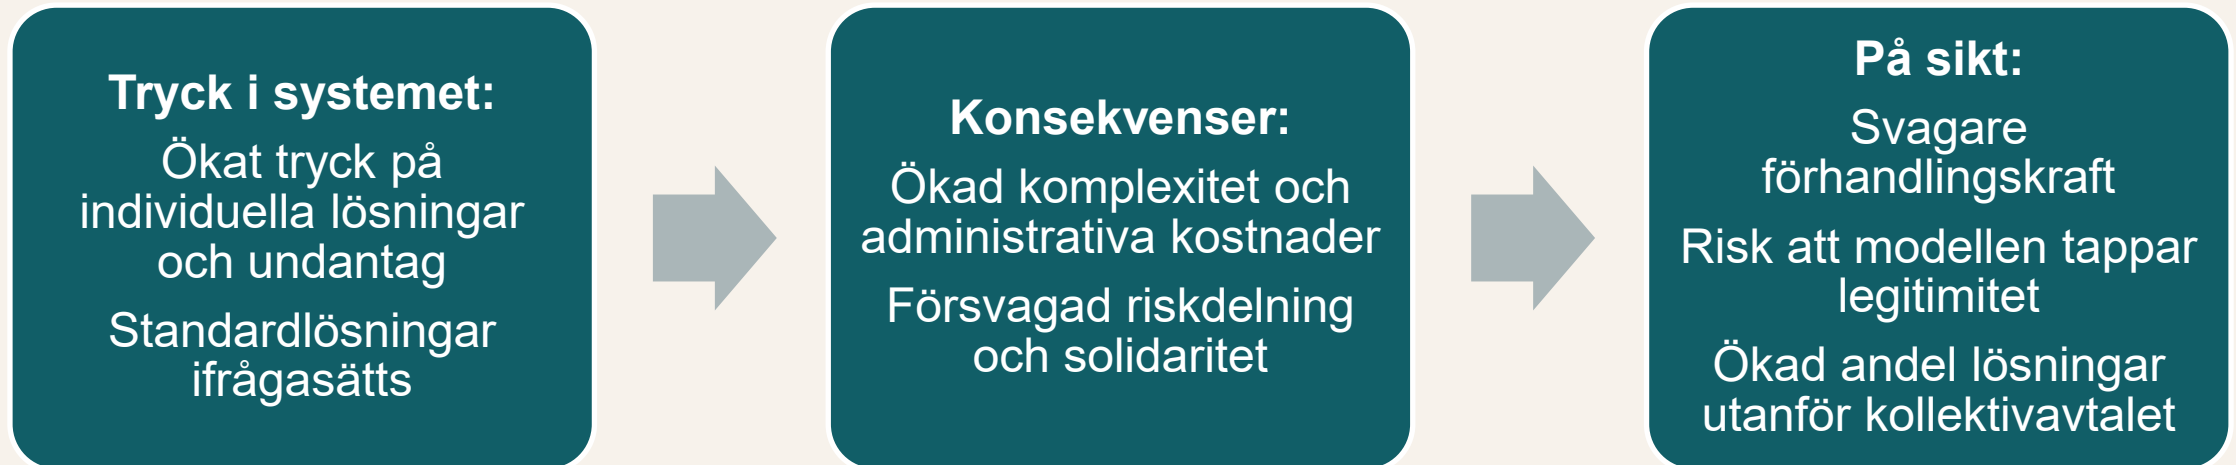 Tryck i systemet:
Ökat tryck på
individuella lösningar
och undantag
Standardlösningar
ifrågasätts
Konsekvenser:
Ökad komplexitet och
administrativa kostnader
Försvagad riskdelning
och solidaritet
På sikt:
Svagare
förhandlingskraft
Risk att modellen tappar
legitimitet
Ökad andel lösningar
utanför kollektivavtalet